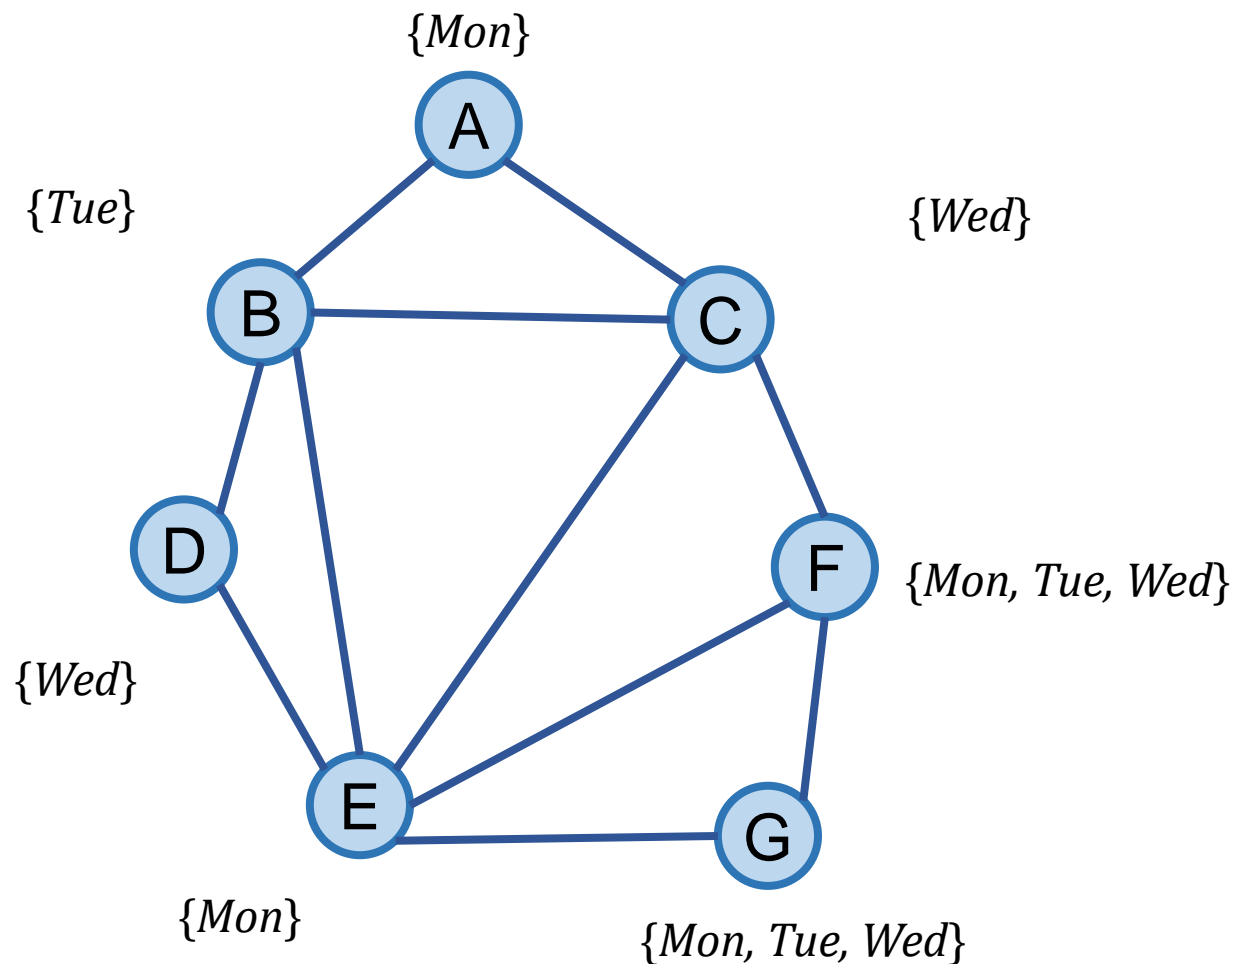 {Mon}
A
{Tue}
{Wed}
B
C
D
F
{Mon, Tue, Wed}
{Wed}
E
G
{Mon}
{Mon, Tue, Wed}